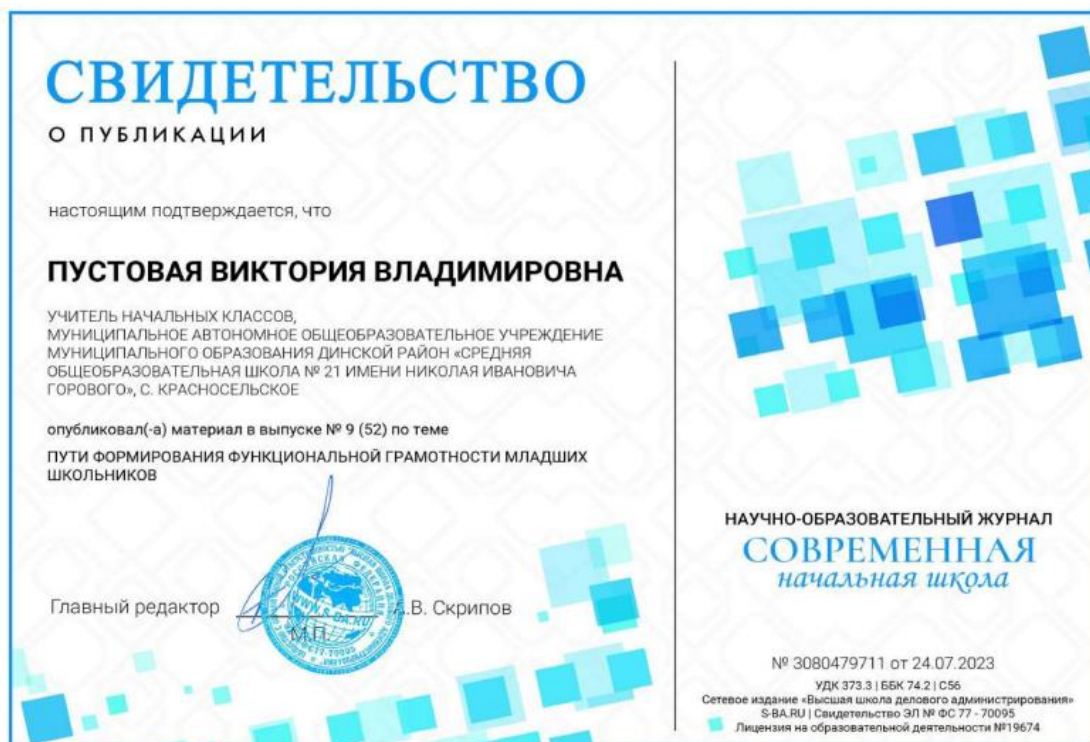 СВИДЕТЕЛЬСТВО
О ПУБЛИКАЦИИ
настоящим подтверждается, что
ПУСТОВАЯ ВИКТОРИЯ ВЛАДИМИРОВНА
УЧИТЕЛЬ НАЧАЛЬНЫХ КЛАССОВ,
МУНИЦИПАЛЬНОЕ АВТОНОМНОЕ ОБЩЕОБРАЗОВАТЕЛЬНОЕ УЧРЕЖДЕНИЕ
МУНИЦИПАЛЬНОГО ОБРАЗОВАНИЯ ДИНСКОЙ РАЙОН «СРЕДНЯЯ
ОБЩЕОБРАЗОВАТЕЛЬНАЯ ШКОЛА № 21 ИМЕНИ НИКОЛАЯ ИВАНОВИЧА
ГОРОВОГО», С. КРАСНОСЕЛЬСКОЕ
опубликовал(-а) материал в выпуске № 9 (52) по теме
ПУТИ ФОРМИРОВАНИЯ ФУНКЦИОНАЛЬНОЙ ГРАМОТНОСТИ МЛАДШИХ
ШКОЛЬНИКОВ
Главный редактор А.В. Скрипов
М.П.
WWW.S-BA.RU
НАУЧНО-ОБРАЗОВАТЕЛЬНЫЙ ЖУРНАЛ
СОВРЕМЕННАЯ
начальная школа
№ 3080479711 от 24.07.2023
УДК 373.3 | ББК 74.2 | С56
Сетевое издание «Высшая школа делового администрирования»
S-BA.RU | Свидетельство ЭЛ № ФС 77 - 70095
Лицензия на образовательной деятельности №19674